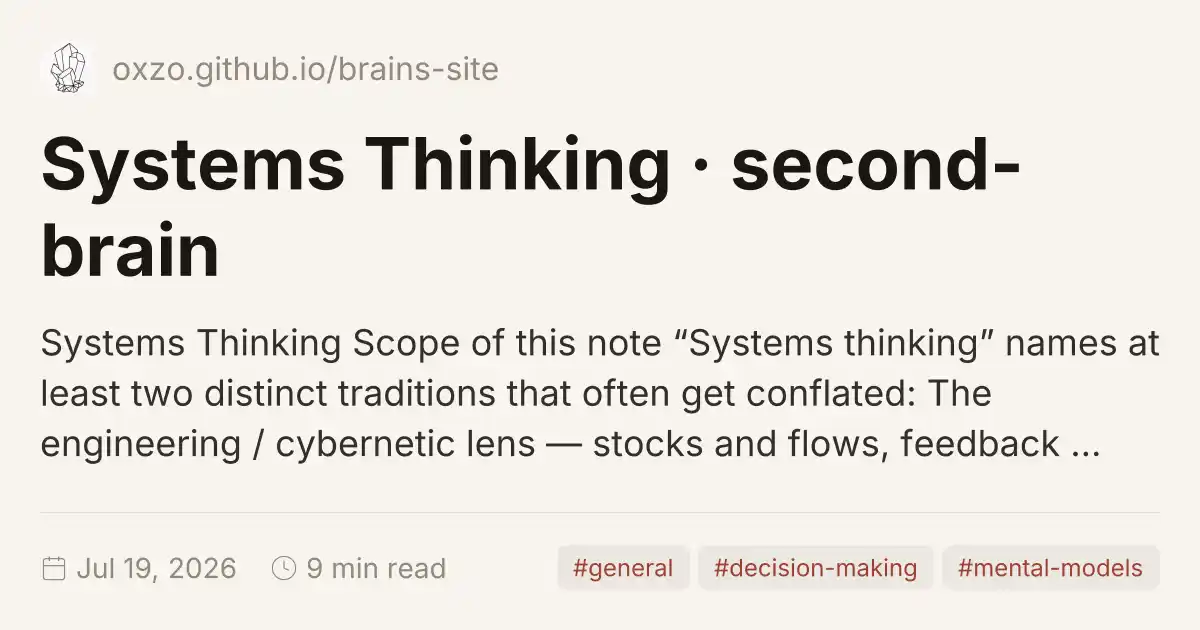 oxzo.github.io/brains-site
Systems Thinking · second-
brain
Systems Thinking Scope of this note “Systems thinking” names at
least two distinct traditions that often get conflated: The
engineering / cybernetic lens — stocks and flows, feedback ...
Jul 19, 2026 9 min read #general #decision-making #mental-models